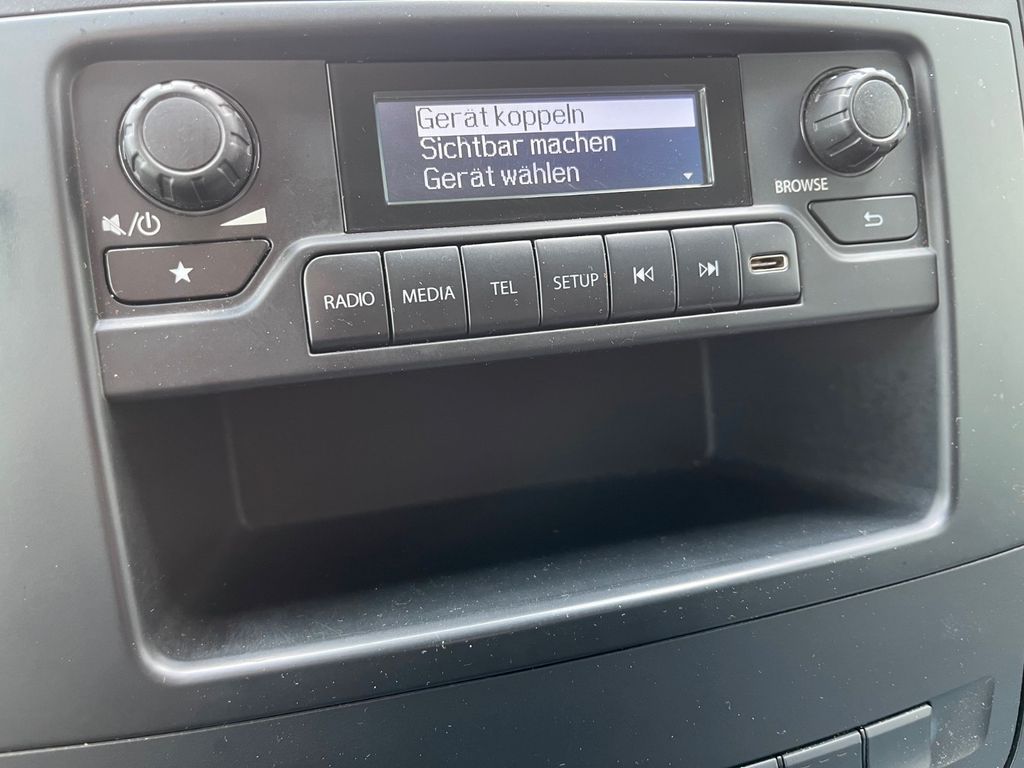 Gerät koppeln
Sichtbar machen
Gerät wählen
BROWSE
RADIO
MEDIA
TEL
SETUP